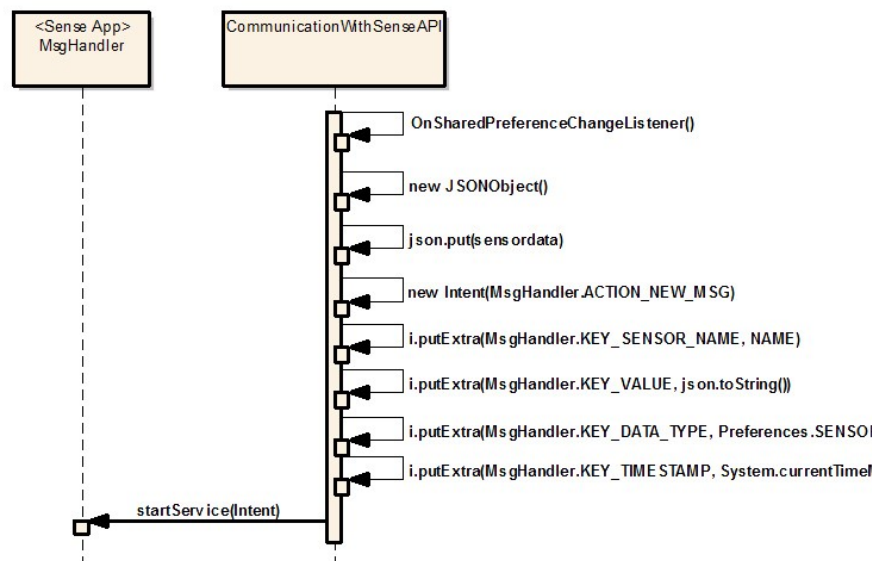 <Sense App>
MsgHandler
CommunicationWithSenseAPI
OnSharedPreferenceChangeListener()
new JSONObject()
json.put(sensordata)
new Intent(MsgHandler.ACTION_NEW_MSG)
i.putExtra(MsgHandler.KEY_SENSOR_NAME, NAME)
i.putExtra(MsgHandler.KEY_VALUE, json.toString())
i.putExtra(MsgHandler.KEY_DATA_TYPE, Preferences.SENSOR
i.putExtra(MsgHandler.KEY_TIMESTAMP, System.currentTimeM
startService(Intent)